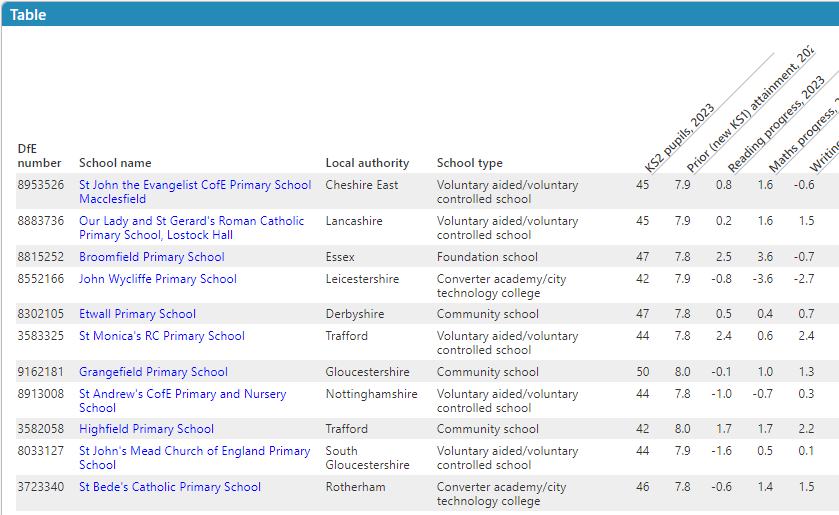 Table
KS2 pupils, 2023
Prior (new KS1) attainment, 202
Reading progress, 2023
Maths progress,
Writing
DfE
number School name Local authority School type
8953526 St John the Evangelist CofE Primary School Cheshire East Voluntary aided/voluntary 45 7.9 0.8 1.6 -0.6
Macclesfield controlled school
8883736 Our Lady and St Gerard's Roman Catholic Lancashire Voluntary aided/voluntary 45 7.9 0.2 1.6 1.5
Primary School, Lostock Hall controlled school
8815252 Broomfield Primary School Essex Foundation school 47 7.8 2.5 3.6 -0.7
8552166 John Wycliffe Primary School Leicestershire Converter academy/city 42 7.9 -0.8 -3.6 -2.7
technology college
8302105 Etwall Primary School Derbyshire Community school 47 7.8 0.5 0.4 0.7
3583325 St Monica's RC Primary School Trafford Voluntary aided/voluntary 44 7.8 2.4 0.6 2.4
controlled school
9162181 Grangefield Primary School Gloucestershire Community school 50 8.0 -0.1 1.0 1.3
8913008 St Andrew's CofE Primary and Nursery Nottinghamshire Voluntary aided/voluntary 44 7.8 -1.0 -0.7 0.3
School controlled school
3582058 Highfield Primary School Trafford Community school 42 8.0 1.7 1.7 2.2
8033127 St John's Mead Church of England Primary South Voluntary aided/voluntary 44 7.9 -1.6 0.5 0.1
School Gloucestershire controlled school
3723340 St Bede's Catholic Primary School Rotherham Converter academy/city 46 7.8 -0.6 1.4 1.5
technology college